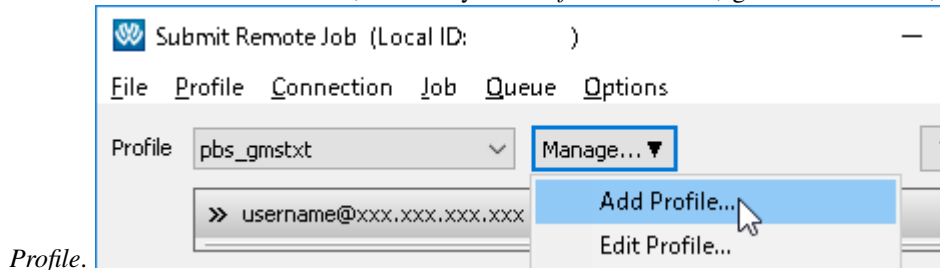 Submit Remote Job (Local ID: )
File Profile Connection Job Queue Options
Profile pbs_gmstxt Manage... ▼
Add Profile...
» username@xxx.xxx.xxx.xxx
Edit Profile...
Profile.